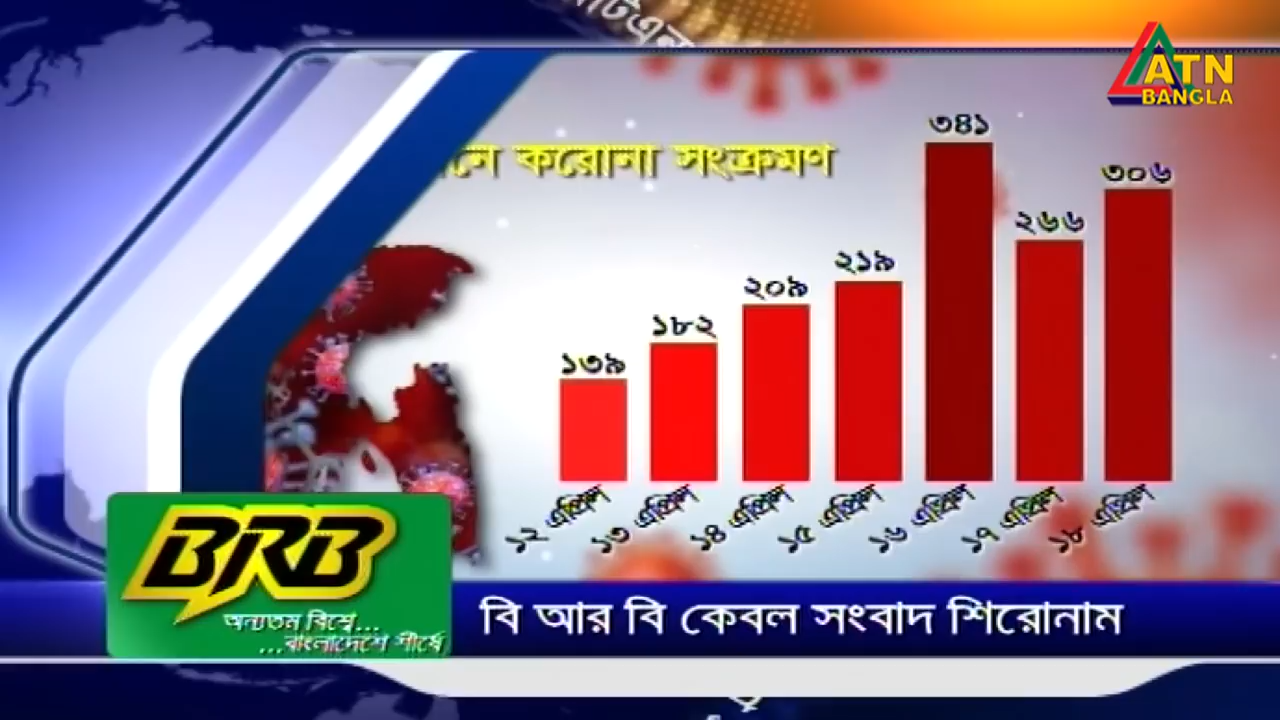 ATN
BANGLA
করোনা সংক্রমণ
১৩৯
১৮২
২০৯
২১৯
৩৪১
২৬৬
৩০৬
১২ এপ্রিল
১৩ এপ্রিল
১৪ এপ্রিল
১৫ এপ্রিল
১৬ এপ্রিল
১৭ এপ্রিল
১৮ এপ্রিল
BRB
অন্যতম বিশ্বে...
...বাংলাদেশে শীর্ষে
বি আর বি কেবল সংবাদ শিরোনাম